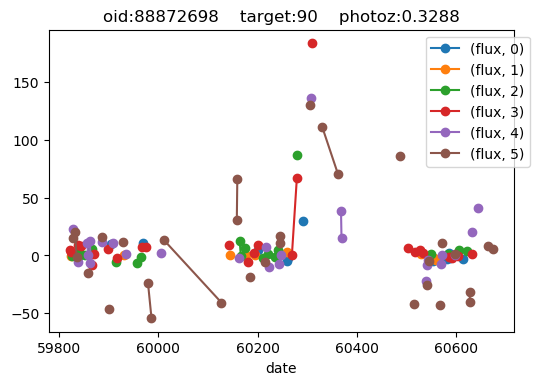 oid:88872698    target:90    photoz:0.3288
(flux, 0)
(flux, 1)
(flux, 2)
(flux, 3)
(flux, 4)
(flux, 5)
150
100
50
0
−50
59800 60000 60200 60400 60600
date